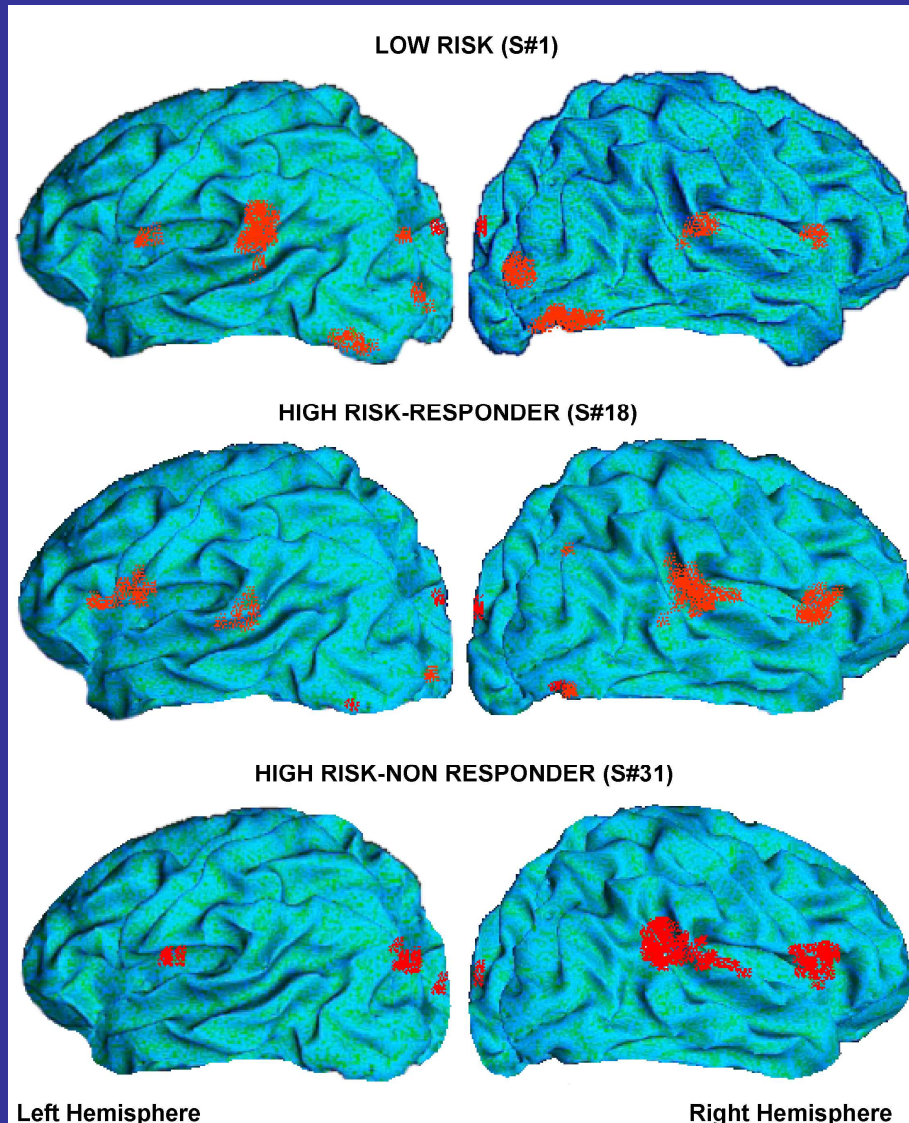 LOW RISK (S#1)
HIGH RISK-RESPONDER (S#18)
HIGH RISK-NON RESPONDER (S#31)
Left Hemisphere
Right Hemisphere